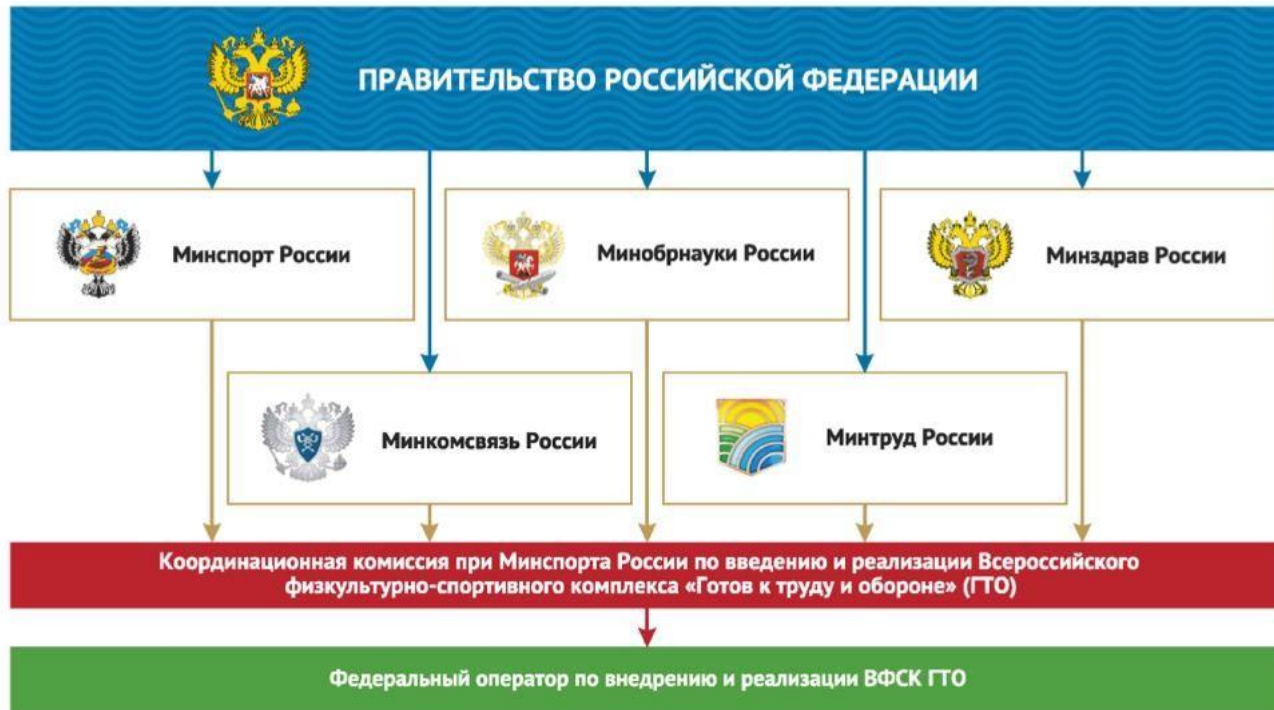 ПРАВИТЕЛЬСТВО РОССИЙСКОЙ ФЕДЕРАЦИИ
Минспорт России
Минобрнауки России
Минздрав России
Минкомсвязь России
Минтруд России
Координационная комиссия при Минспорта России по введению и реализации Всероссийского
физкультурно-спортивного комплекса «Готов к труду и обороне» (ГТО)
Федеральный оператор по внедрению и реализации ВФСК ГТО